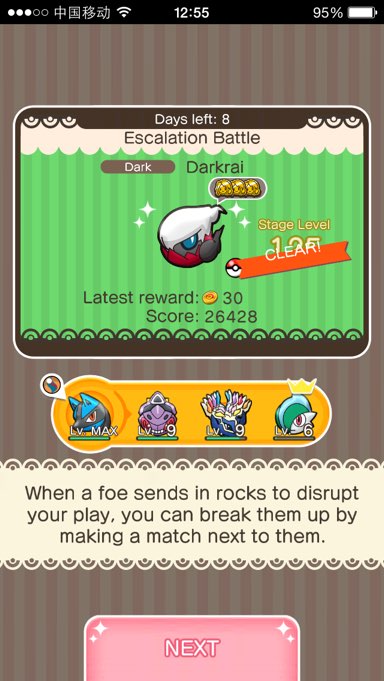 中国移动 12:55 95%
Days left: 8
Escalation Battle
Dark Darkrai
Stage Level
CLEAR!
Latest reward: 30
Score: 26428
Lv. MAX Lv. 9 Lv. 9 Lv. 6
When a foe sends in rocks to disrupt
your play, you can break them up by
making a match next to them.
NEXT